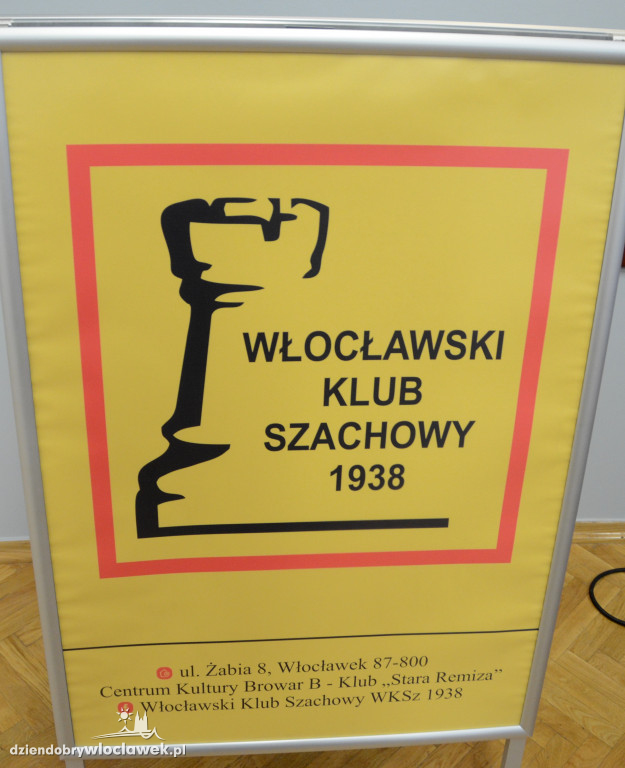 WŁOCŁAWSKI
KLUB
SZACHOWY
1938
ul. Żabia 8, Włocławek 87-800
Centrum Kultury Browar B - Klub „Stara Remiza”
Włocławski Klub Szachowy WKSz 1938
dziendobrywloclawek.pl